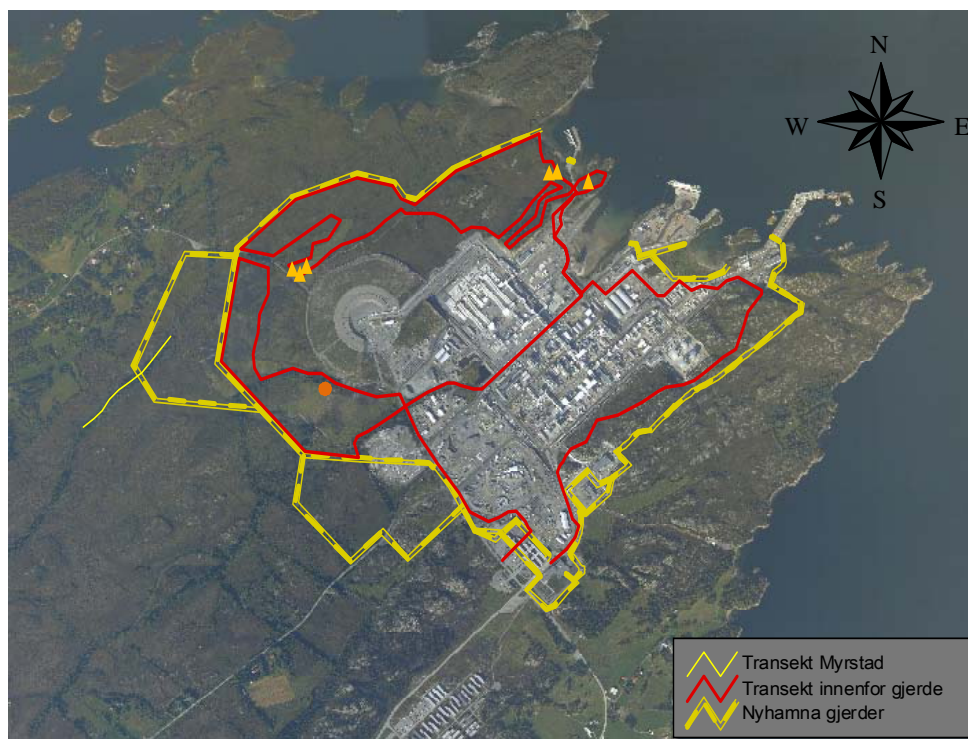 N
W E
S
Transekt Myrstad
Transekt innenfor gjerde
Nyhamna gjerder